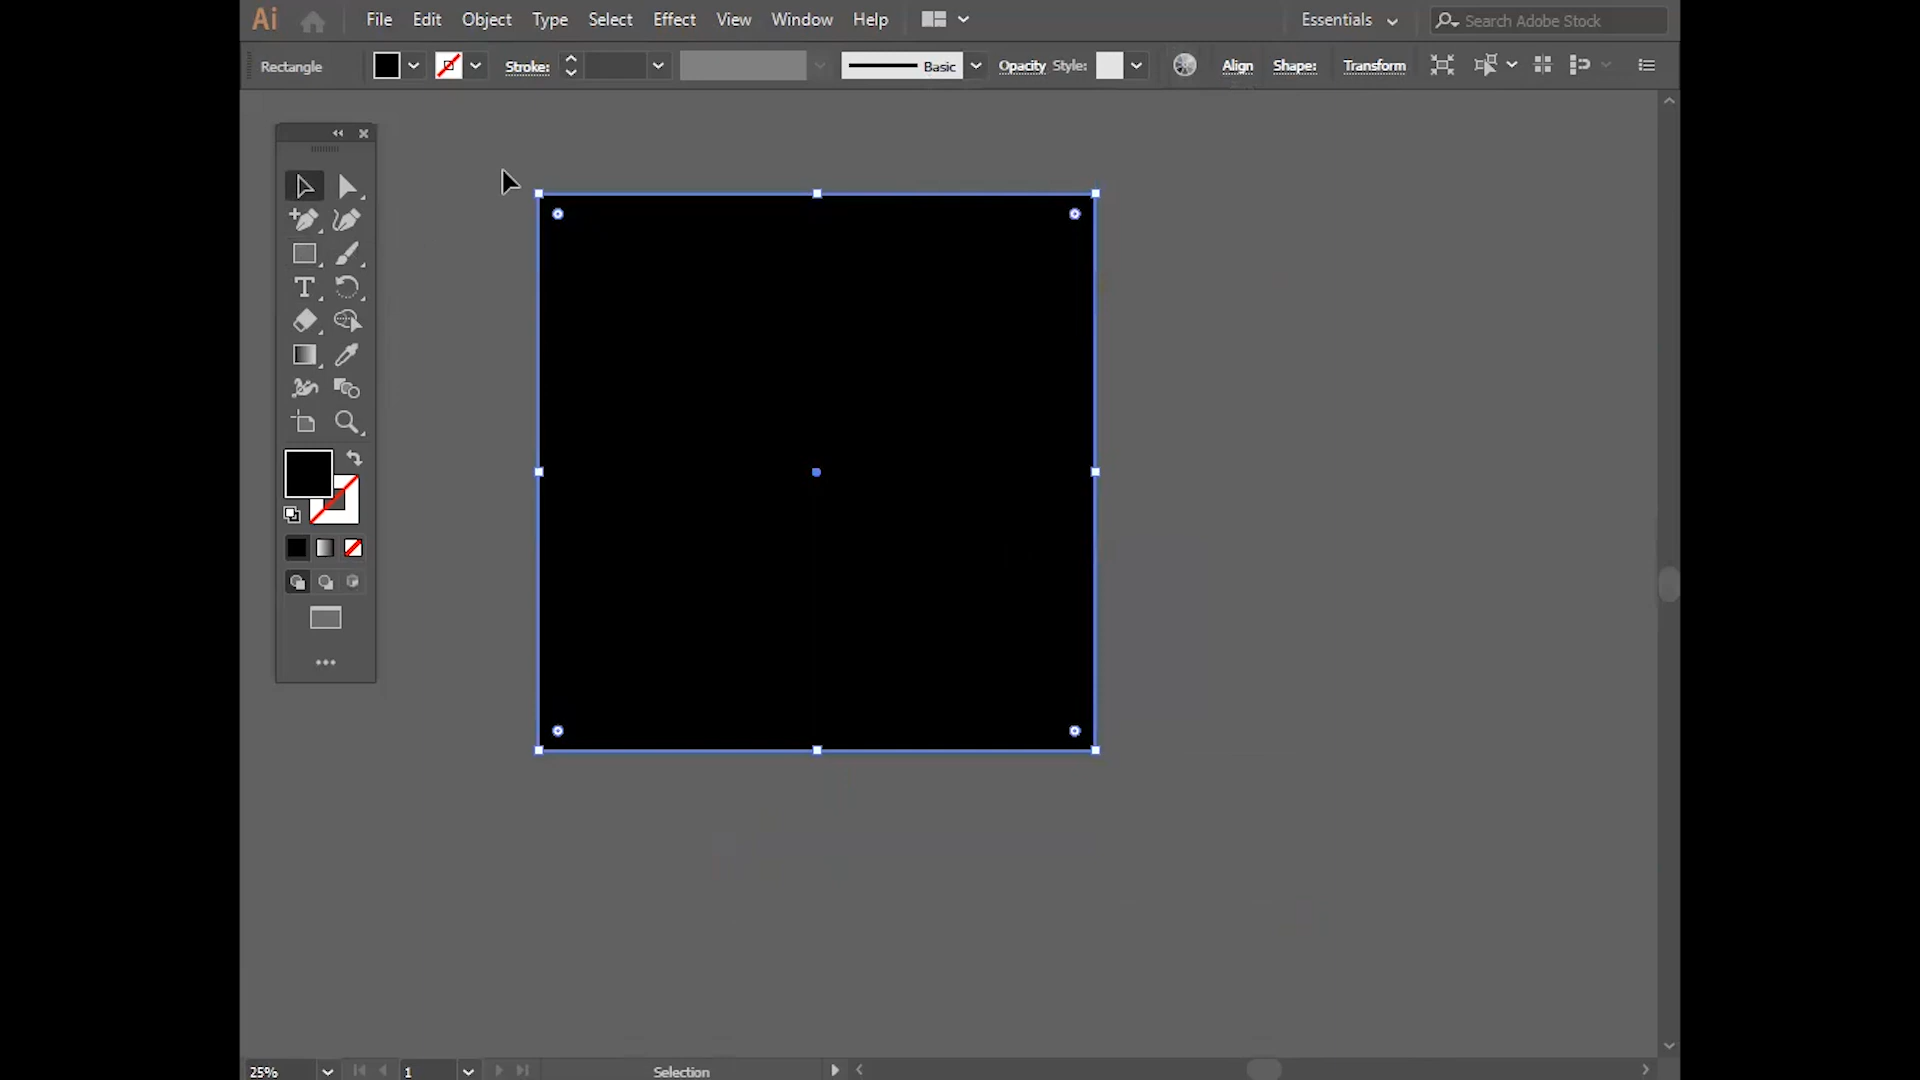 Ai File Edit Object Type Select Effect View Window Help Essentials Search Adobe Stock
Rectangle Stroke: Basic Opacity Style: Align Shape: Transform
25% 1 Selection